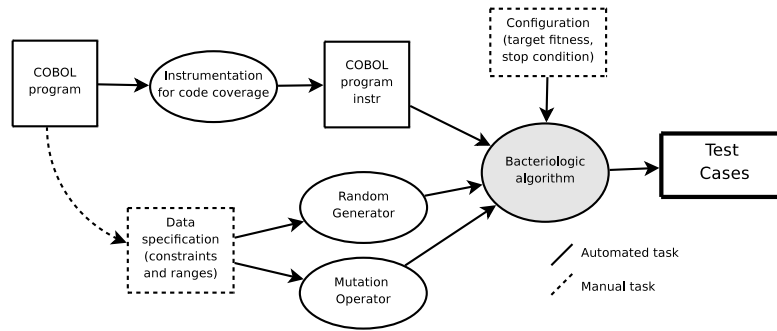 Configuration
(target fitness,
stop condition)
COBOL
program
Instrumentation
for code coverage
COBOL
program
instr
Bacteriologic
algorithm
Test
Cases
Random
Generator
Data
specification
(constraints
and ranges)
Mutation
Operator
Automated task
Manual task